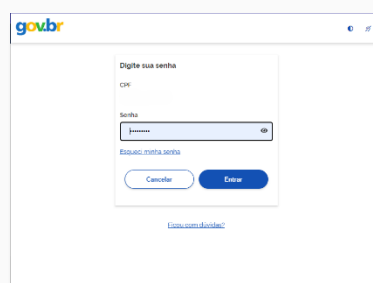 gov.br
Digite sua senha
CPF
Senha
Esqueci minha senha
Cancelar
Entrar
Ficou com dúvidas?